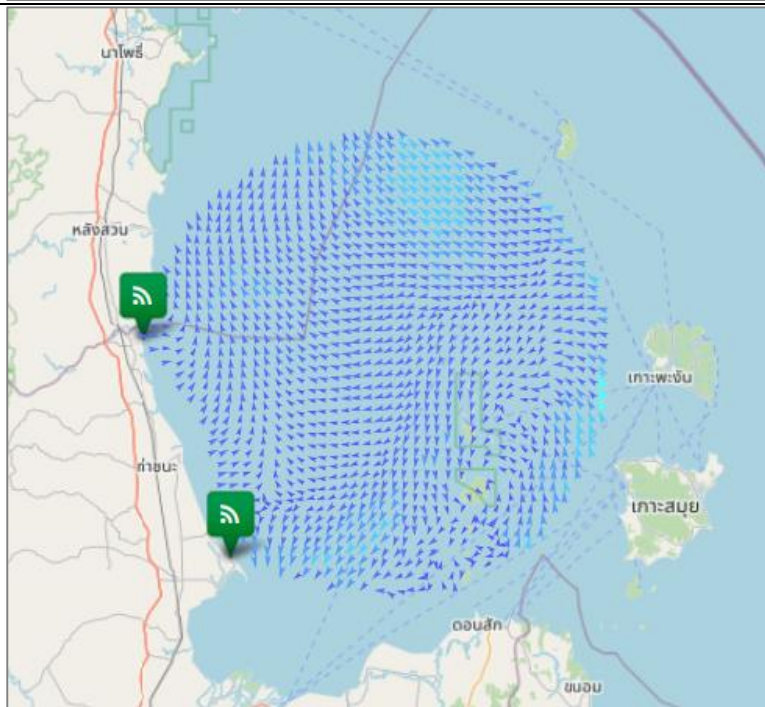 นาโพธิ์
หลังสวน
เกาะพะงัน
ท่าชนะ
เกาะสมุย
ดอนสัก
ขนอม